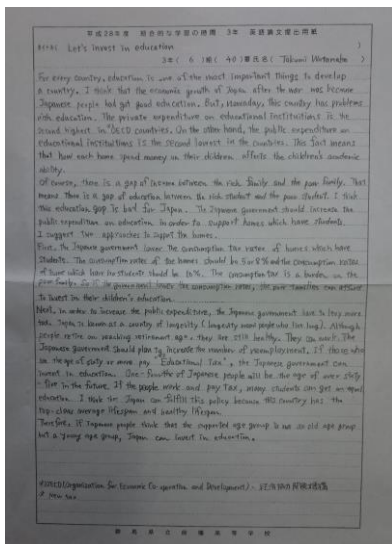 平成28年度 総合的な学習の時間 3年 英語論文提出用紙
Let's invest in education
3年( 6 )組( 40 )番氏名( Takumi Watanabe )
For every country, education is one of the most important things to develop
a country. I think that the economic growth of Japan after the war was because
Japanese people had got good education. But, Nowaday, this country has problems
with education. The private expenditure on educational institutions is the
second highest in OECD countries. On the other hand, the public expenditure on
educational institutions is the second lowest in the countries. This fact means
that how each home spend money on their children affects the children's academic
ability.
Of course, there is a gap of income between the rich family and the poor family. That
means there is a gap of education between the rich student and the poor student. I think
this education gap is bad for Japan. The Japanese government should increase the
public expenditure on education in order to support homes which have students.
I suggest two approaches to support the homes.
First, the Japanese government lower the consumption tax rates of homes which have
students. The consumption rates of the homes should be 5 or 8% and the consumption rates
of home which have no students should be 10%. The consumption tax is a burden on the
poor family. So if the government lower the consumption rates, the poor families can afford
to invest in their children's education.
Next, in order to increase the public expenditure, the Japanese government have to levy more
tax. Japan is known as a country of longevity (longevity means people who live long). Although
people retire on reaching retirement age, they are still healthy. They can work. The
Japanese government should plan to increase the number of reemployment. If those who
on the age of sixty or more pay "Educational Tax", the Japanese government can
invest in education. One-fourth of Japanese people will be the age of over sixty
five in the future. If the people work and pay tax, many students can get an equal
education. I think the Japan can fulfill this policy because this country has the
top-class average lifespan and healthy lifespan.
Therefore, if Japanese people think that the supported age group is not an old age group
but a young age group, Japan can invest in education.
OECD (Organisation for Economic Co-operation and Development) - 経済協力開発機構
New tax